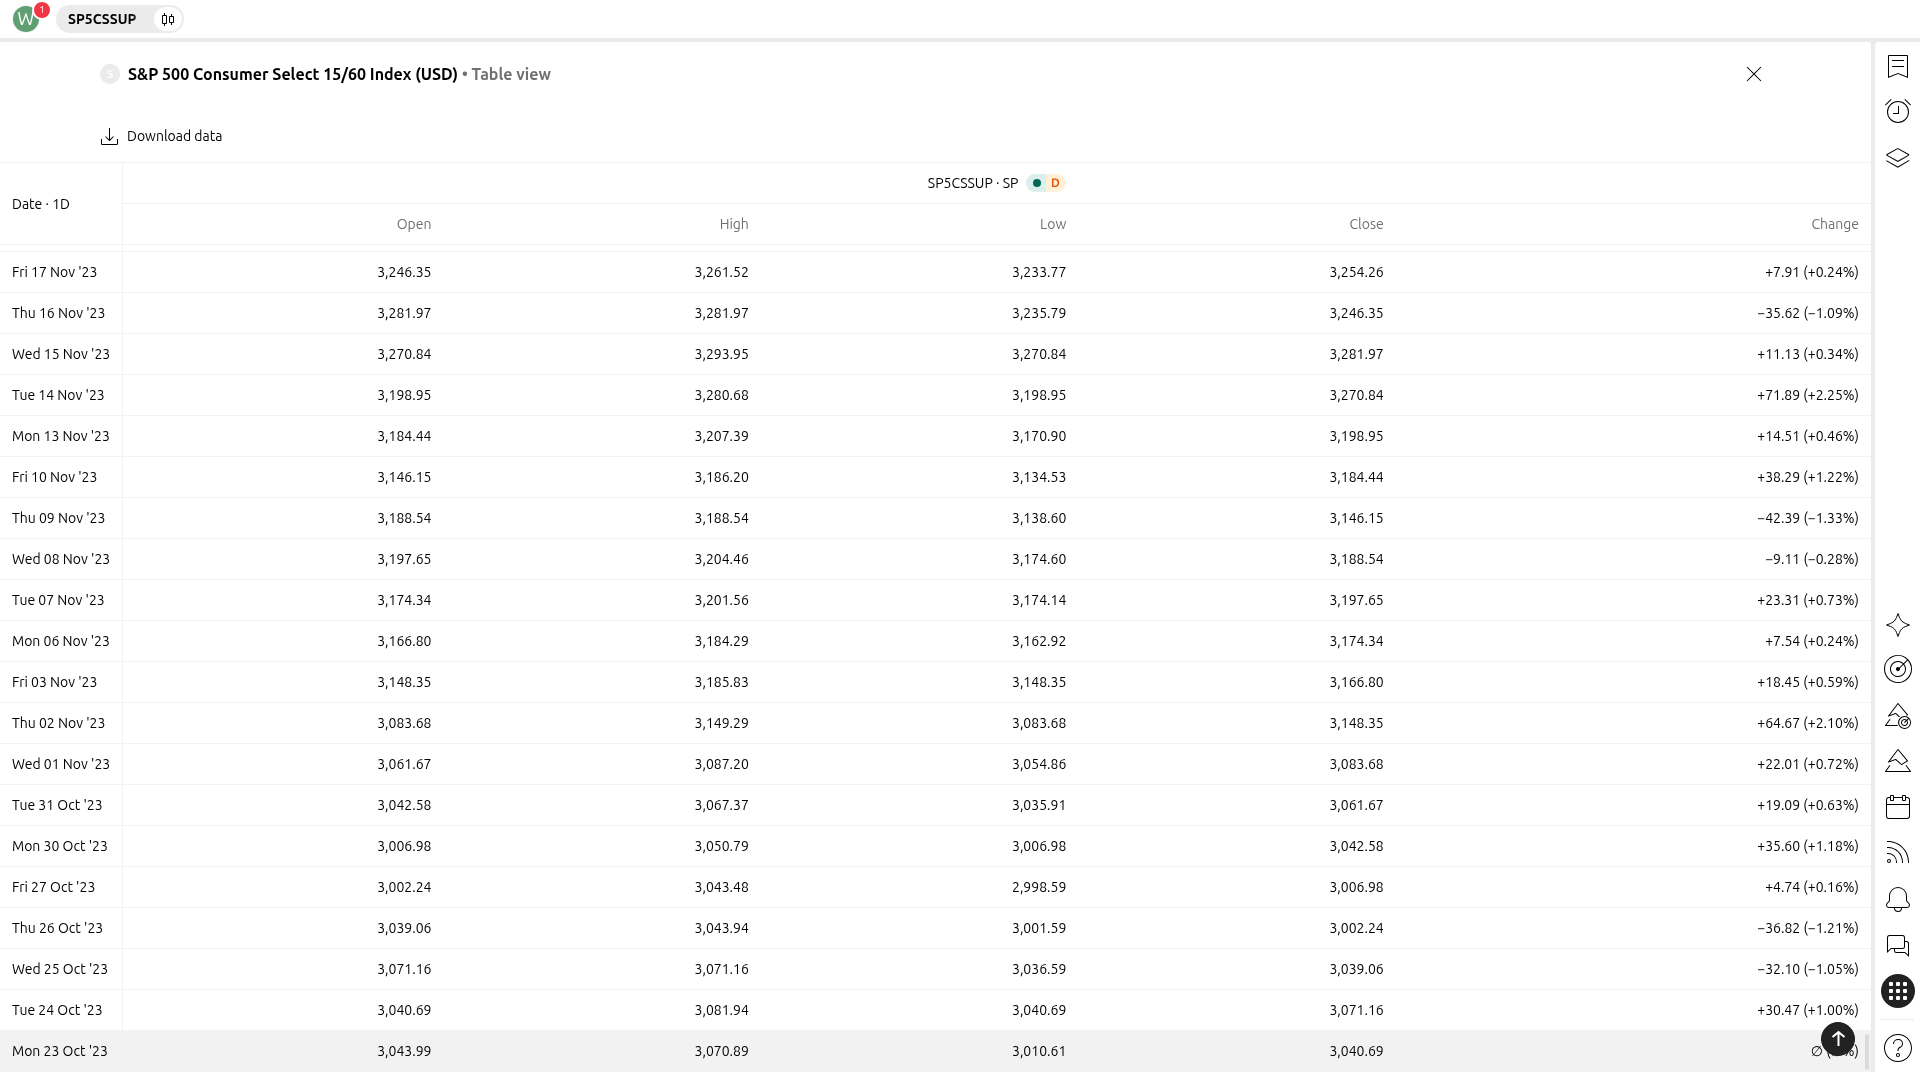 W 1 SP5CSSUP
S S&P 500 Consumer Select 15/60 Index (USD) • Table view
Download data
SP5CSSUP · SP D
Date · 1D
Open High Low Close Change
Fri 17 Nov '23 3,246.35 3,261.52 3,233.77 3,254.26 +7.91 (+0.24%)
Thu 16 Nov '23 3,281.97 3,281.97 3,235.79 3,246.35 −35.62 (−1.09%)
Wed 15 Nov '23 3,270.84 3,293.95 3,270.84 3,281.97 +11.13 (+0.34%)
Tue 14 Nov '23 3,198.95 3,280.68 3,198.95 3,270.84 +71.89 (+2.25%)
Mon 13 Nov '23 3,184.44 3,207.39 3,170.90 3,198.95 +14.51 (+0.46%)
Fri 10 Nov '23 3,146.15 3,186.20 3,134.53 3,184.44 +38.29 (+1.22%)
Thu 09 Nov '23 3,188.54 3,188.54 3,138.60 3,146.15 −42.39 (−1.33%)
Wed 08 Nov '23 3,197.65 3,204.46 3,174.60 3,188.54 −9.11 (−0.28%)
Tue 07 Nov '23 3,174.34 3,201.56 3,174.14 3,197.65 +23.31 (+0.73%)
Mon 06 Nov '23 3,166.80 3,184.29 3,162.92 3,174.34 +7.54 (+0.24%)
Fri 03 Nov '23 3,148.35 3,185.83 3,148.35 3,166.80 +18.45 (+0.59%)
Thu 02 Nov '23 3,083.68 3,149.29 3,083.68 3,148.35 +64.67 (+2.10%)
Wed 01 Nov '23 3,061.67 3,087.20 3,054.86 3,083.68 +22.01 (+0.72%)
Tue 31 Oct '23 3,042.58 3,067.37 3,035.91 3,061.67 +19.09 (+0.63%)
Mon 30 Oct '23 3,006.98 3,050.79 3,006.98 3,042.58 +35.60 (+1.18%)
Fri 27 Oct '23 3,002.24 3,043.48 2,998.59 3,006.98 +4.74 (+0.16%)
Thu 26 Oct '23 3,039.06 3,043.94 3,001.59 3,002.24 −36.82 (−1.21%)
Wed 25 Oct '23 3,071.16 3,071.16 3,036.59 3,039.06 −32.10 (−1.05%)
Tue 24 Oct '23 3,040.69 3,081.94 3,040.69 3,071.16 +30.47 (+1.00%)
Mon 23 Oct '23 3,043.99 3,070.89 3,010.61 3,040.69 ∅